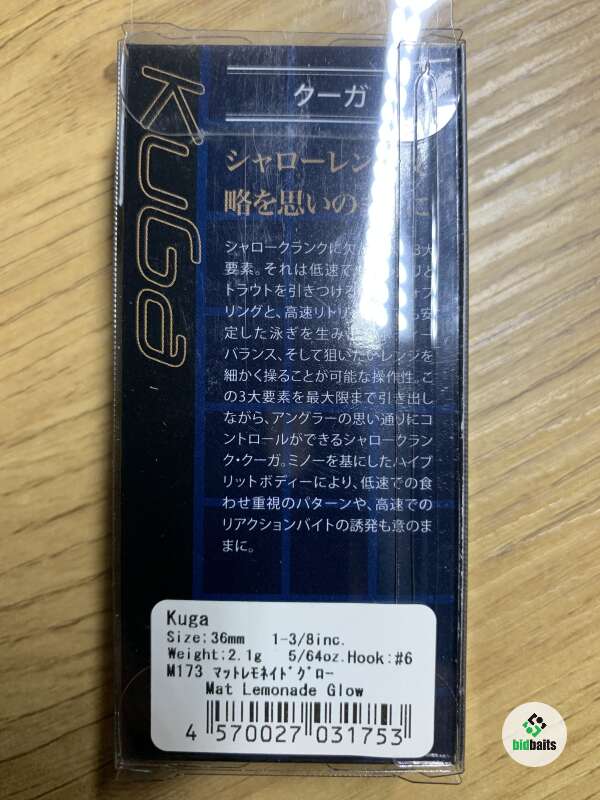 Kuga
クーガ
シャローレン
略を思いの
シャロークランクに欠 3大
要素。それは低速で リと
トラウトを引きつける
リングと、高速リトリ も安
定した泳ぎを生み
バランス、そして狙いたいレンジを
細かく操ることが可能な操作性。こ
の3大要素を最大限まで引き出し
ながら、アングラーの思い通りにコ
ントロールができるシャロークラン
ク・クーガ。ミノーを基にしたハイブ
リットボディーにより、低速での食
わせ重視のパターンや、高速での
リアクションバイトの誘発も意のま
まに。
Kuga
Size:36mm 1-3/8inc.
Weight:2.1g 5/64oz.Hook:#6
M173 マットレモネイドグロー
Mat Lemonade Glow
4 570027 031753
bidbaits